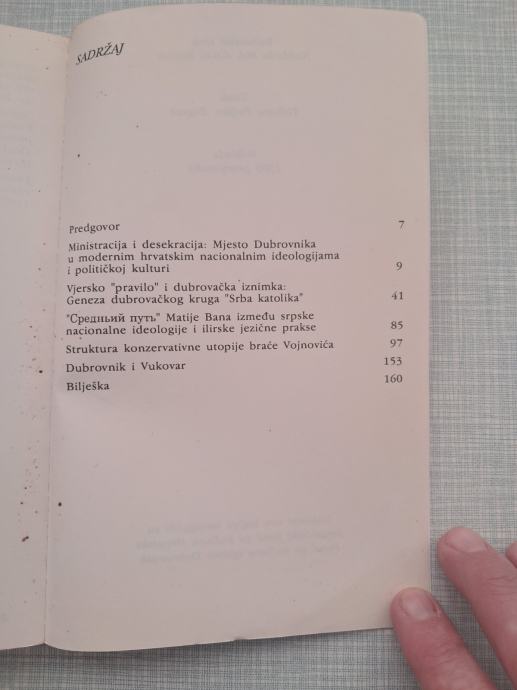 SADRŽAJ
Predgovor 7
Ministracija i desekracija: Mjesto Dubrovnika
u modernim hrvatskim nacionalnim ideologijama
i političkoj kulturi 9
Vjersko "pravilo" i dubrovačka iznimka:
Geneza dubrovačkog kruga "Srba katolika" 41
"Средньий путь" Matije Bana između srpske
nacionalne ideologije i ilirske jezične prakse 85
Struktura konzervativne utopije braće Vojnovića 97
Dubrovnik i Vukovar 153
Bilješka 160